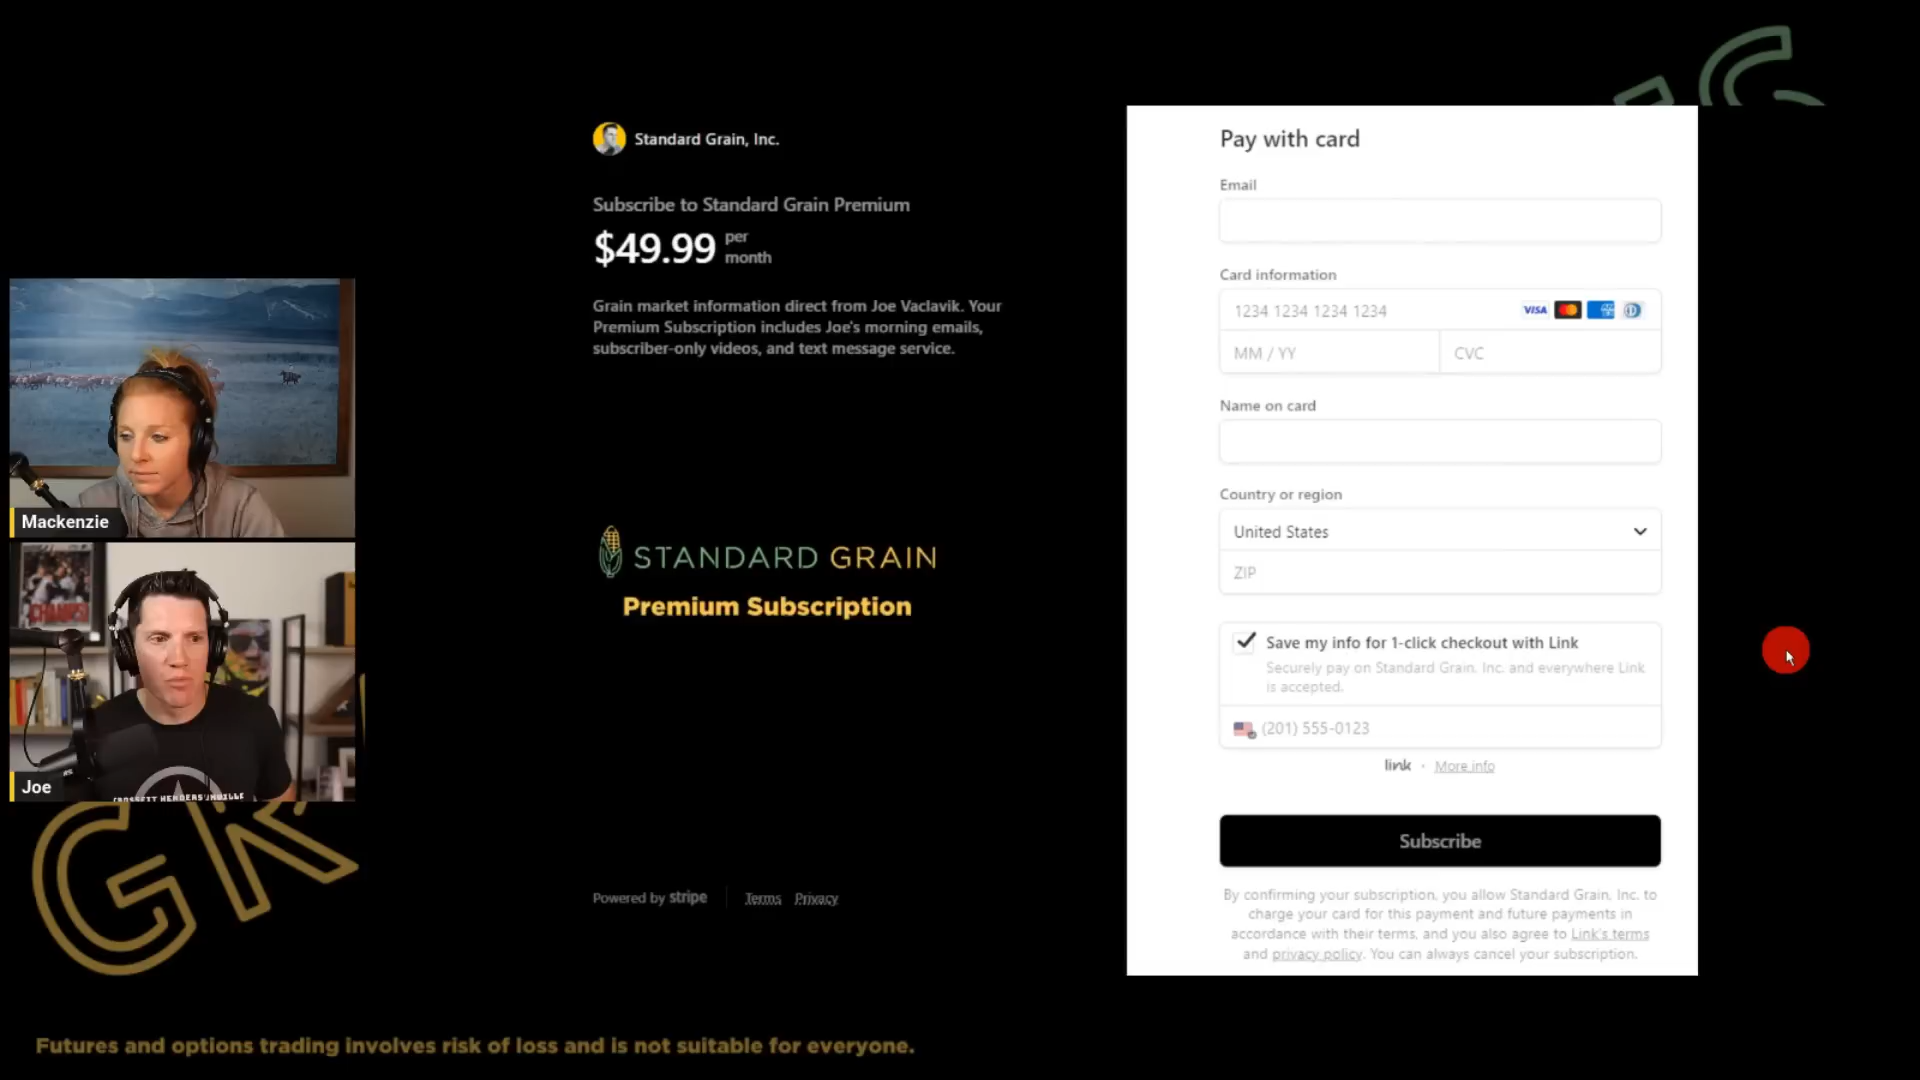 Standard Grain, Inc.
Subscribe to Standard Grain Premium
$49.99 per
month
Grain market information direct from Joe Vaclavik. Your
Premium Subscription includes Joe's morning emails,
subscriber-only videos, and text message service.
STANDARD GRAIN
Premium Subscription
Powered by stripe
Terms Privacy
Pay with card
Email
Card information
1234 1234 1234 1234
VISA
MM / YY
CVC
Name on card
Country or region
United States
ZIP
Save my info for 1-click checkout with Link
Securely pay on Standard Grain, Inc. and everywhere Link
is accepted.
(201) 555-0123
link · More info
Subscribe
By confirming your subscription, you allow Standard Grain, Inc. to
charge your card for this payment and future payments in
accordance with their terms, and you also agree to Link's terms
and privacy policy. You can always cancel your subscription.
Mackenzie
Joe
GR
Futures and options trading involves risk of loss and is not suitable for everyone.